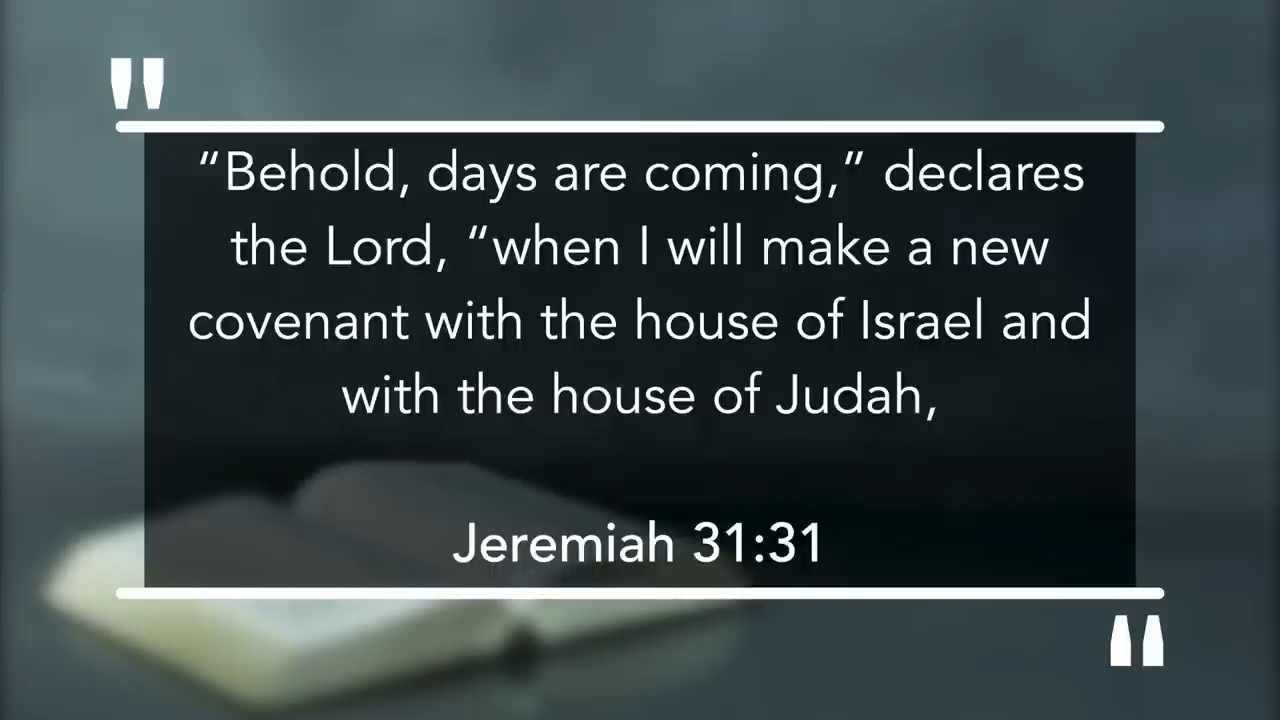 "
“Behold, days are coming,” declares
the Lord, “when I will make a new
covenant with the house of Israel and
with the house of Judah,
Jeremiah 31:31
"